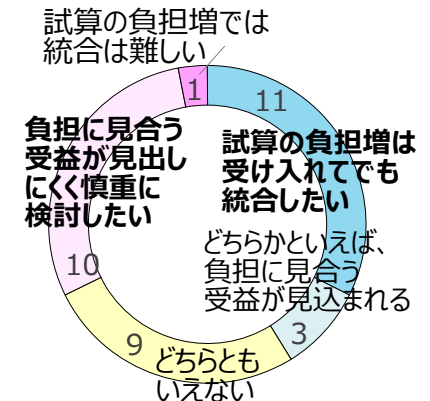 試算の負担増では
統合は難しい
1
11
負担に見合う
受益が見出し
にくく慎重に
検討したい
試算の負担増は
受け入れてでも
統合したい
どちらかといえば、
負担に見合う
受益が見込まれる
10
3
9
どちらとも
いえない